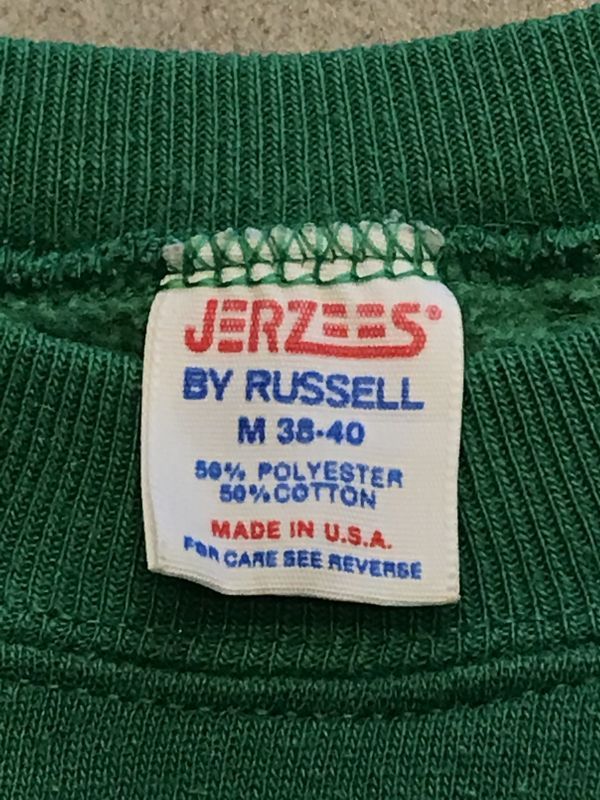 JERZEES®
BY RUSSELL
M 38-40
50% POLYESTER
50% COTTON
MADE IN U.S.A.
FOR CARE SEE REVERSE